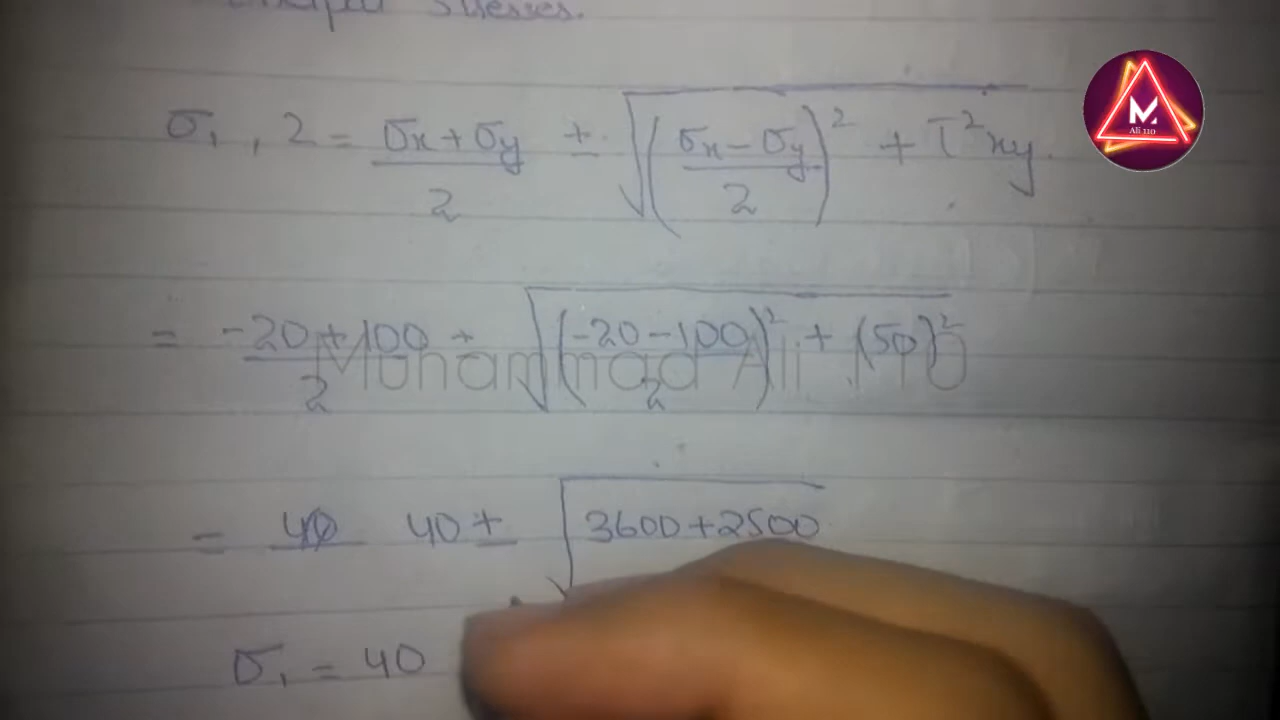 Principal Stresses.
σ₁ , 2 = σx + σy / 2 ± √((σx − σy / 2)² + τ²xy.
= -20 + 100 / 2 + √((-20 - 100 / 2)² + (50)²
Muhammad Ali 110
= 40 40 ± √3600 + 2500
σ₁ = 40
M
Ali 110